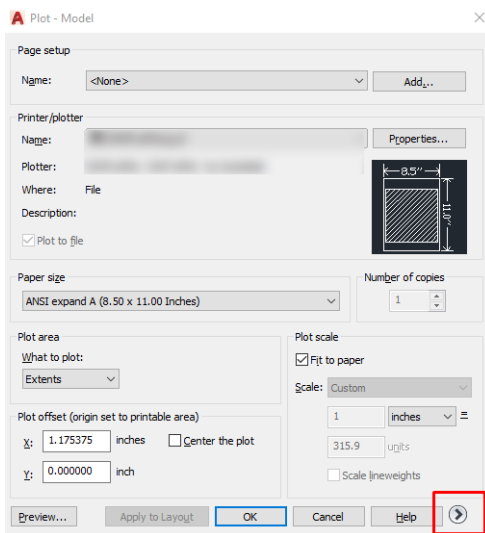 Plot - Model
Page setup
Name: <None> Add...
Printer/plotter
Name: Properties...
Plotter:
Where: File
Description:
Plot to file
8.5''
11.0''
Paper size
ANSI expand A (8.50 x 11.00 Inches)
Number of copies
1
Plot area
What to plot:
Extents
Plot scale
Fit to paper
Scale: Custom
1 inches =
315.9 units
Scale lineweights
Plot offset (origin set to printable area)
X: 1.175375 inches Center the plot
Y: 0.000000 inch
Preview... Apply to Layout OK Cancel Help